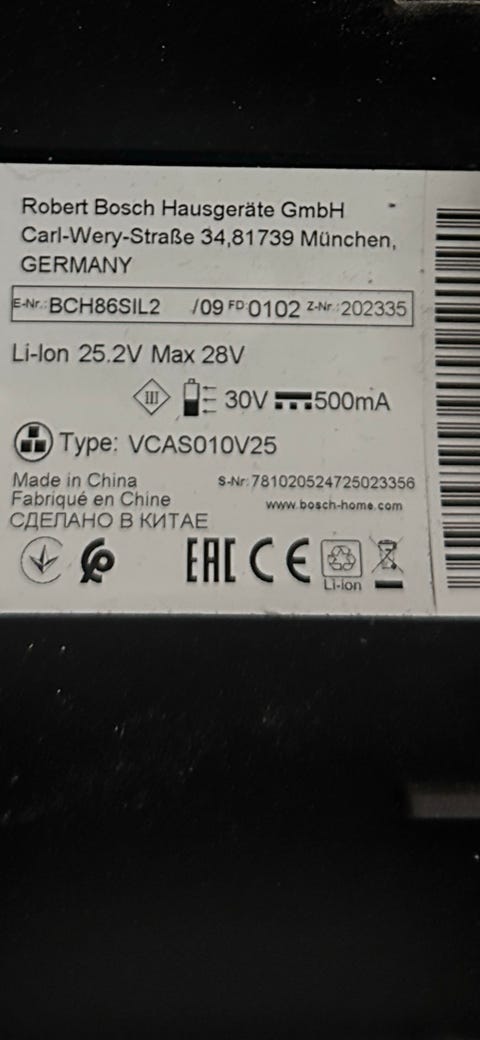 Robert Bosch Hausgeräte GmbH
Carl-Wery-Straße 34,81739 München,
GERMANY
E-Nr.: BCH86SIL2 /09 FD: 0102 Z-Nr.: 202335
Li-Ion 25.2V Max 28V
III 30V 500mA
Type: VCAS010V25
Made in China
S-Nr: 781020524725023356
Fabriqué en Chine
www.bosch-home.com
СДЕЛАНО В КИТАЕ
EAC CE
Li-ion